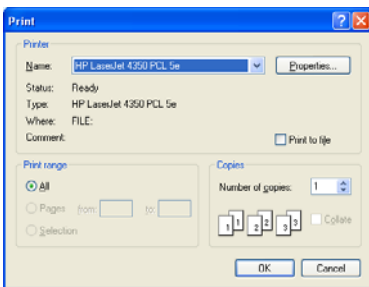 Print
Printer
Name: HP LaserJet 4350 PCL 5e Properties...
Status: Ready
Type: HP LaserJet 4350 PCL 5e
Where: FILE:
Comment: Print to file
Print range
All
Pages from: to:
Selection
Copies
Number of copies: 1
1 1 2 2 3 3 Collate
OK Cancel